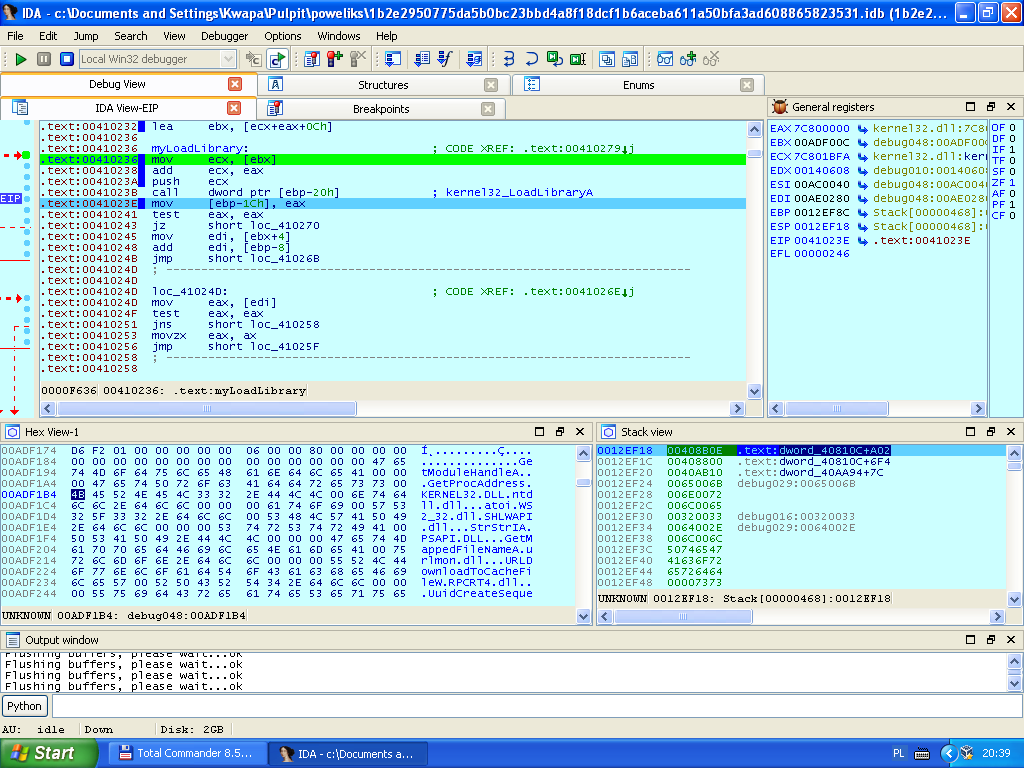 IDA - c:\Documents and Settings\Kwapa\Pulpit\poweliks\1b2e2950775da5b0bc23bbd4a8f18dcf1b6aceba611a50bfa3ad608865823531.idb (1b2e2...
File Edit Jump Search View Debugger Options Windows Help
Local Win32 debugger
Debug View Structures Enums
IDA View-EIP Breakpoints General registers
.text:00410232 lea ebx, [ecx+eax+0Ch]
.text:00410236
.text:00410236 myLoadLibrary: ; CODE XREF: .text:00410279↓j
.text:00410236 mov ecx, [ebx]
.text:00410238 add ecx, eax
.text:0041023A push ecx
.text:0041023B call dword ptr [ebp-20h] ; kernel32_LoadLibraryA
EIP
.text:0041023E mov [ebp-1Ch], eax
.text:00410241 test eax, eax
.text:00410243 jz short loc_410270
.text:00410245 mov edi, [ebx+4]
.text:00410248 add edi, [ebp-8]
.text:0041024B jmp short loc_41026B
.text:0041024D ; ---------------------------------------------------------------------------
.text:0041024D
.text:0041024D loc_41024D: ; CODE XREF: .text:0041026E↓j
.text:0041024D mov eax, [edi]
.text:0041024F test eax, eax
.text:00410251 jns short loc_410258
.text:00410253 movzx eax, ax
.text:00410256 jmp short loc_41025F
.text:00410258 ; ---------------------------------------------------------------------------
.text:00410258
0000F636 00410236: .text:myLoadLibrary
EAX 7C800000 kernel32.dll:7C80
EBX 00ADF00C debug048:00ADF00
ECX 7C801BFA kernel32.dll:kern
EDX 00140608 debug010:0014060
ESI 00AC0040 debug048:00AC004
EDI 00AE0280 debug048:00AE028
EBP 0012EF8C Stack[00000468]:
ESP 0012EF18 Stack[00000468]:
EIP 0041023E .text:0041023E
EFL 00000246
OF 0
DF 0
IF 1
TF 0
SF 0
ZF 1
AF 0
PF 1
CF 0
Hex View-1
00ADF174 D6 F2 01 00 00 00 00 00 06 00 00 80 00 00 00 00
00ADF184 00 00 00 00 00 00 00 00 00 00 00 00 00 00 47 65 ..............Ge
00ADF194 74 4D 6F 64 75 6C 65 48 61 6E 64 6C 65 41 00 00 tModuleHandleA..
00ADF1A4 00 47 65 74 50 72 6F 63 41 64 64 72 65 73 73 00 .GetProcAddress.
00ADF1B4 4B 45 52 4E 45 4C 33 32 2E 44 4C 4C 00 6E 74 64 KERNEL32.DLL.ntd
00ADF1C4 6C 6C 2E 64 6C 6C 00 00 00 61 74 6F 69 00 57 53 ll.dll...atoi.WS
00ADF1D4 32 5F 33 32 2E 64 6C 6C 00 53 48 4C 57 41 50 49 2_32.dll.SHLWAPI
00ADF1E4 2E 64 6C 6C 00 00 00 53 74 72 53 74 72 49 41 00 .dll...StrStrIA.
00ADF1F4 50 53 41 50 49 2E 44 4C 4C 00 00 00 47 65 74 4D PSAPI.DLL...GetM
00ADF204 61 70 70 65 64 46 69 6C 65 4E 61 6D 65 41 00 75 appedFileNameA.u
00ADF214 72 6C 6D 6F 6E 2E 64 6C 6C 00 00 00 55 52 4C 44 rlmon.dll...URLD
00ADF224 6F 77 6E 6C 6F 61 64 54 6F 43 61 63 68 65 46 69 ownloadToCacheFi
00ADF234 6C 65 57 00 52 50 43 52 54 34 2E 64 6C 6C 00 00 leW.RPCRT4.dll..
00ADF244 00 55 75 69 64 43 72 65 61 74 65 53 65 71 75 65 .UuidCreateSeque
UNKNOWN 00ADF1B4: debug048:00ADF1B4
Stack view
0012EF18 00408B0E .text:dword_40810C+A02
0012EF1C 00408800 .text:dword_40810C+6F4
0012EF20 0040AB10 .text:dword_40AA94+7C
0012EF24 0065006B debug029:0065006B
0012EF28 006E0072
0012EF2C 006C0065
0012EF30 00320033 debug016:00320033
0012EF34 0064002E debug029:0064002E
0012EF38 006C006C
0012EF3C 50746547
0012EF40 41636F72
0012EF44 65726464
0012EF48 00007373
UNKNOWN 0012EF18: Stack[00000468]:0012EF18
Output window
Flushing buffers, please wait...ok
Flushing buffers, please wait...ok
Flushing buffers, please wait...ok
Flushing buffers, please wait...ok
Python
AU: idle Down Disk: 2GB
Start Total Commander 8.5... IDA - c:\Documents a... PL 20:39